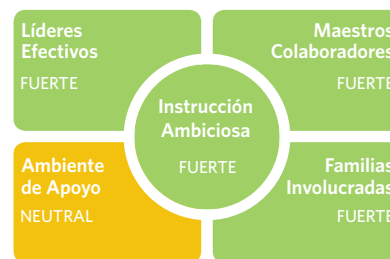 Líderes
Efectivos
FUERTE
Maestros
Colaboradores
FUERTE
Instrucción
Ambiciosa
FUERTE
Ambiente
de Apoyo
NEUTRAL
Familias
Involucradas
FUERTE